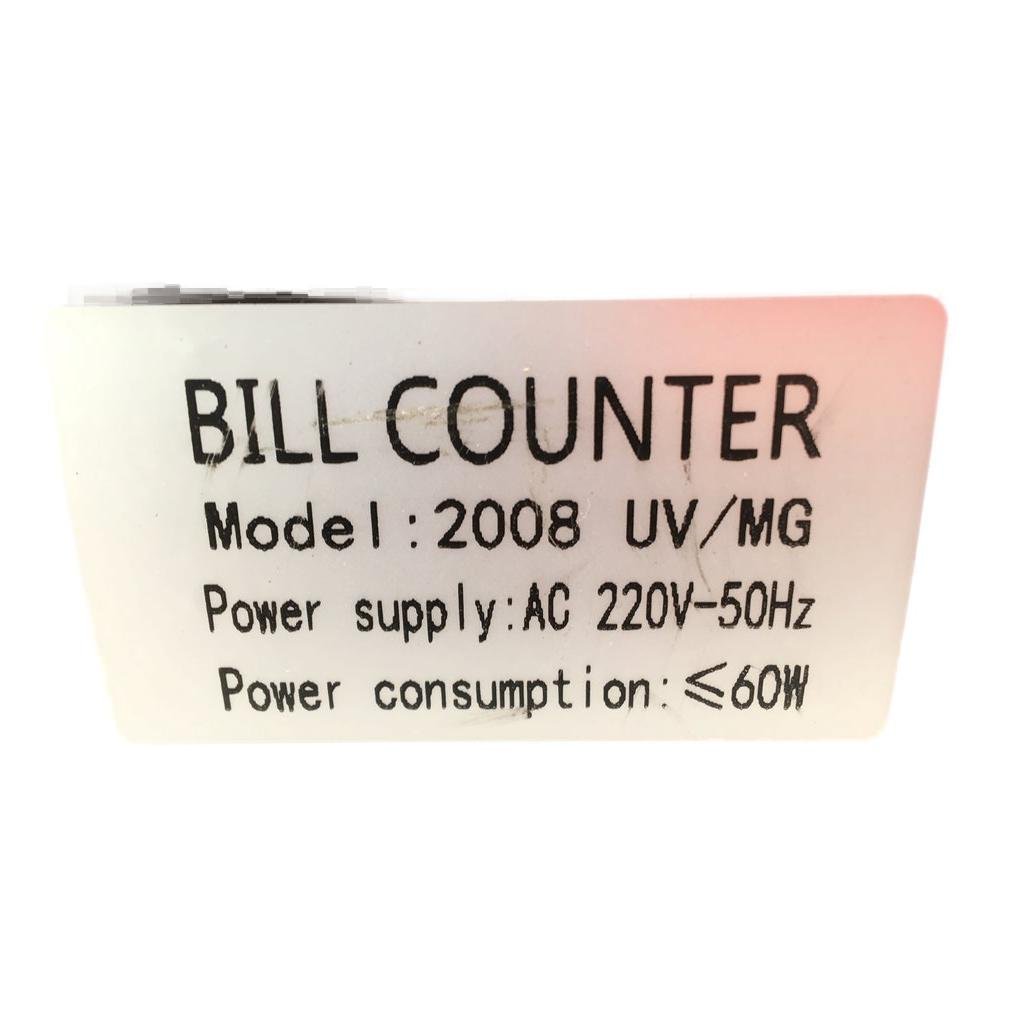 BILL COUNTER
Model:2008 UV/MG
Power supply:AC 220V-50Hz
Power consumption:≤60W